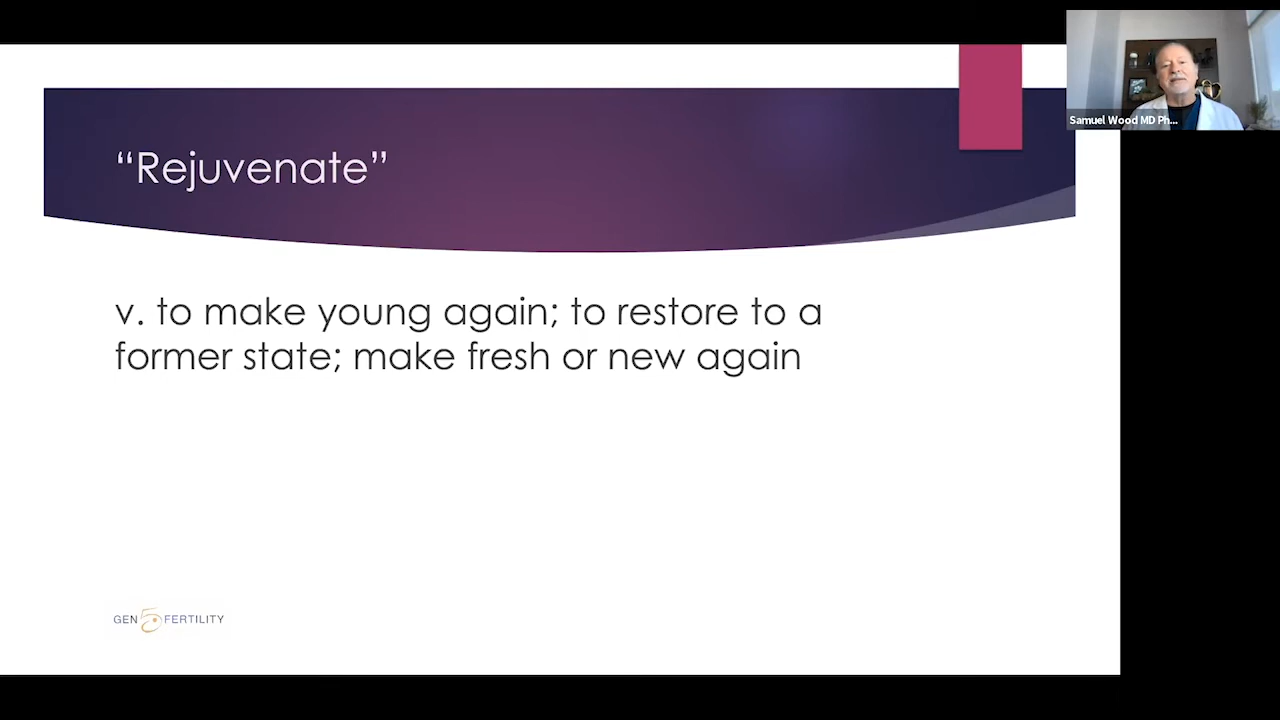 “Rejuvenate”
v. to make young again; to restore to a
former state; make fresh or new again
GEN 5 FERTILITY
Samuel Wood MD Ph...